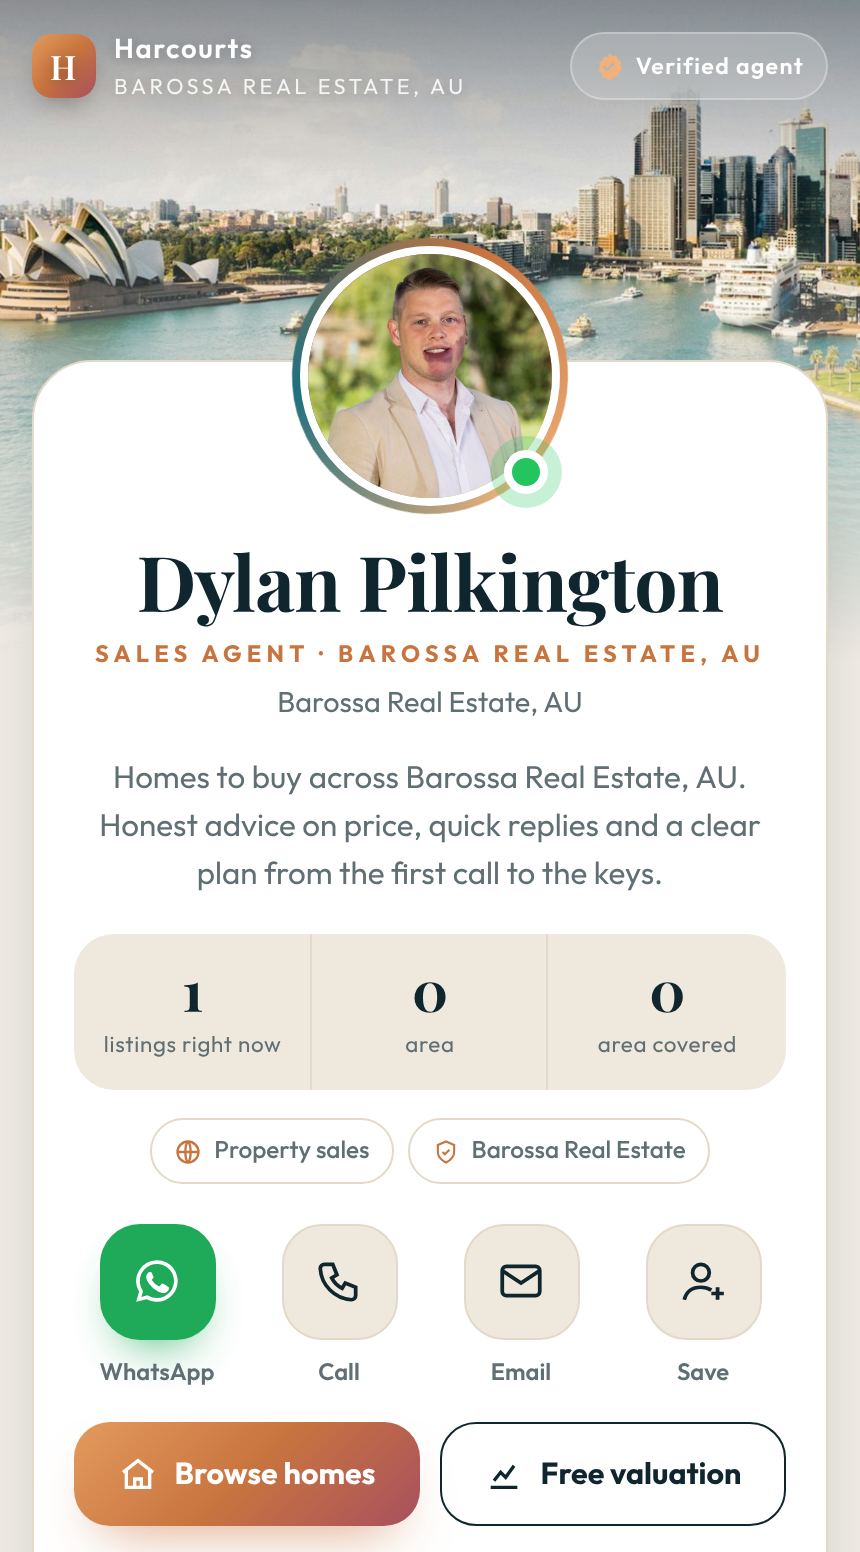 H
Harcourts
BAROSSA REAL ESTATE, AU
Verified agent
Dylan Pilkington
SALES AGENT · BAROSSA REAL ESTATE, AU
Barossa Real Estate, AU
Homes to buy across Barossa Real Estate, AU.
Honest advice on price, quick replies and a clear
plan from the first call to the keys.
1
listings right now
0
area
0
area covered
Property sales
Barossa Real Estate
WhatsApp
Call
Email
Save
Browse homes
Free valuation